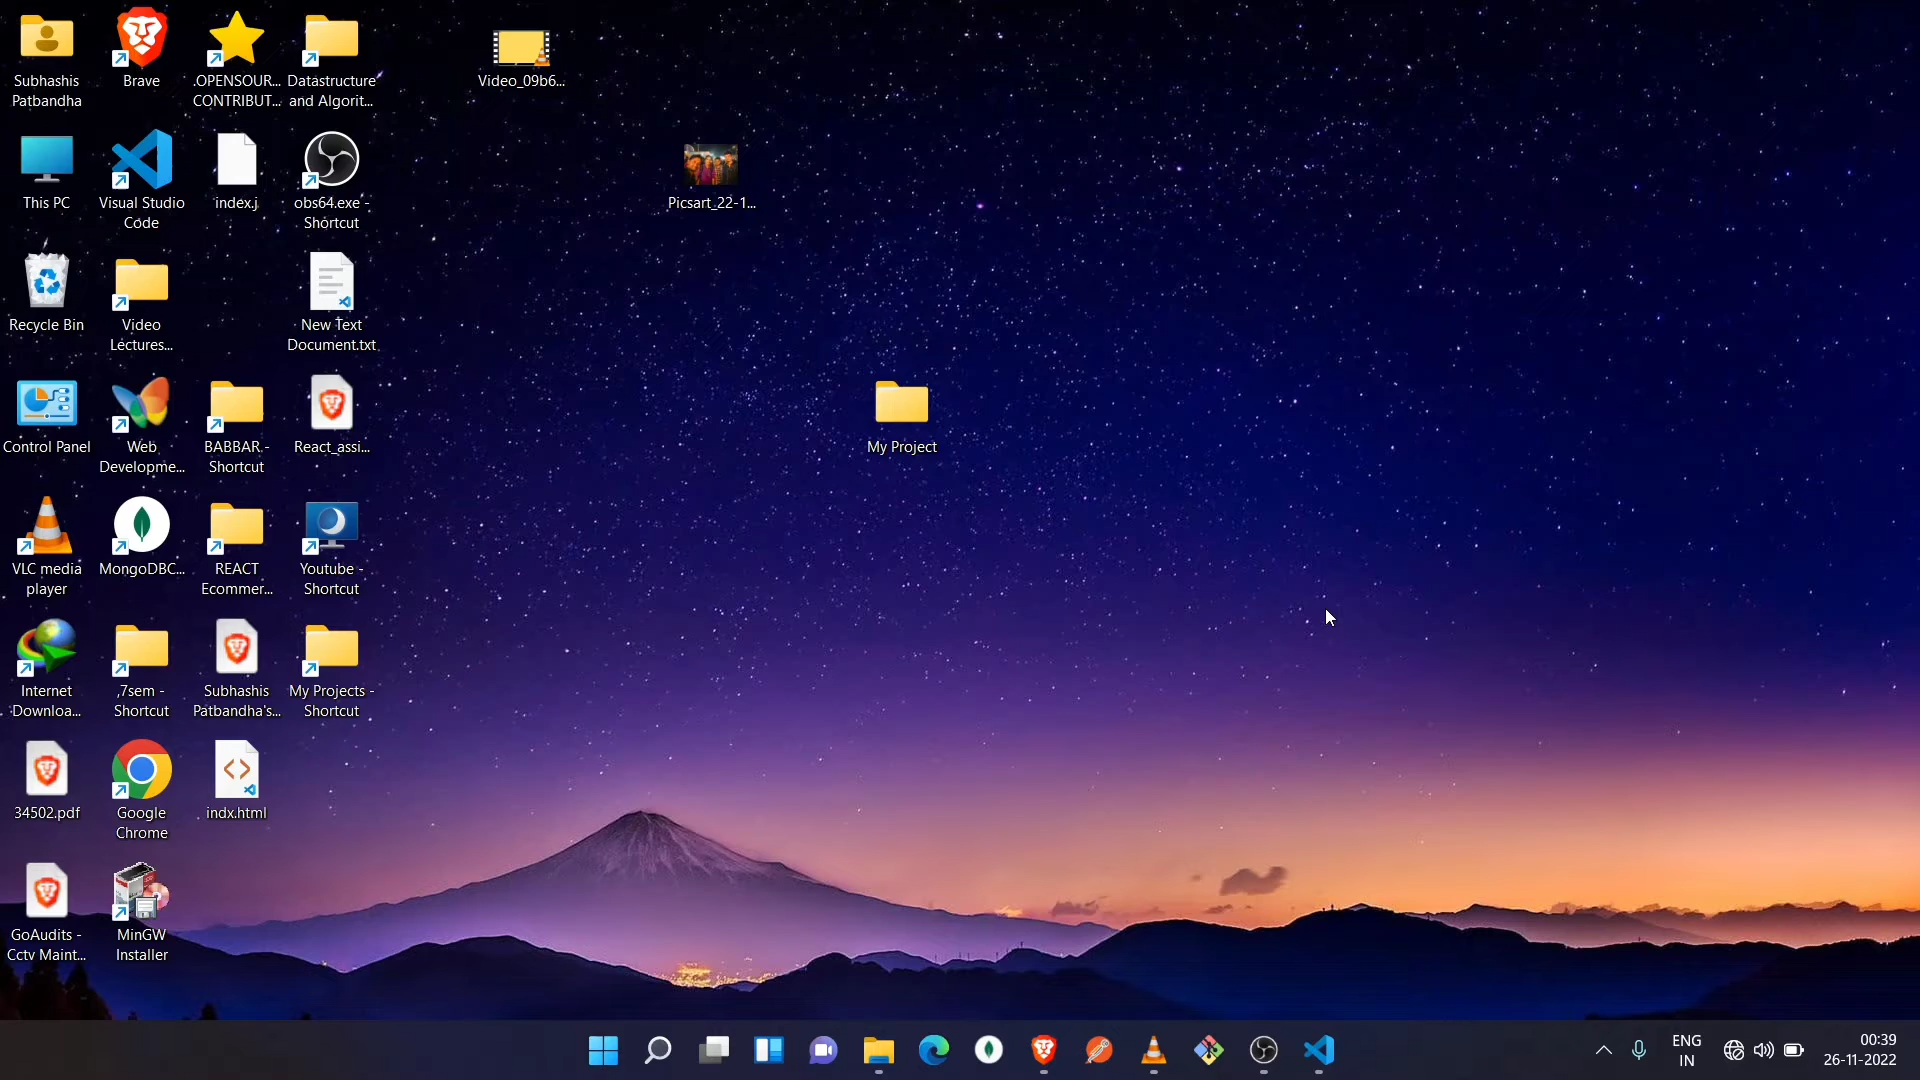 Subhashis
Patbandha
Brave
.OPENSOUR...
CONTRIBUT...
Datastructure
and Algorit...
Video_09b6...
This PC
Visual Studio
Code
index.j
obs64.exe -
Shortcut
Picsart_22-1...
Recycle Bin
Video
Lectures...
New Text
Document.txt
Control Panel
Web
Developme...
BABBAR -
Shortcut
React_assi...
My Project
VLC media
player
MongoDBC...
REACT
Ecommer...
Youtube -
Shortcut
Internet
Downloa...
,7sem -
Shortcut
Subhashis
Patbandha's...
My Projects -
Shortcut
34502.pdf
Google
Chrome
indx.html
GoAudits -
Cctv Maint...
MinGW
Installer
ENG
IN
00:39
26-11-2022